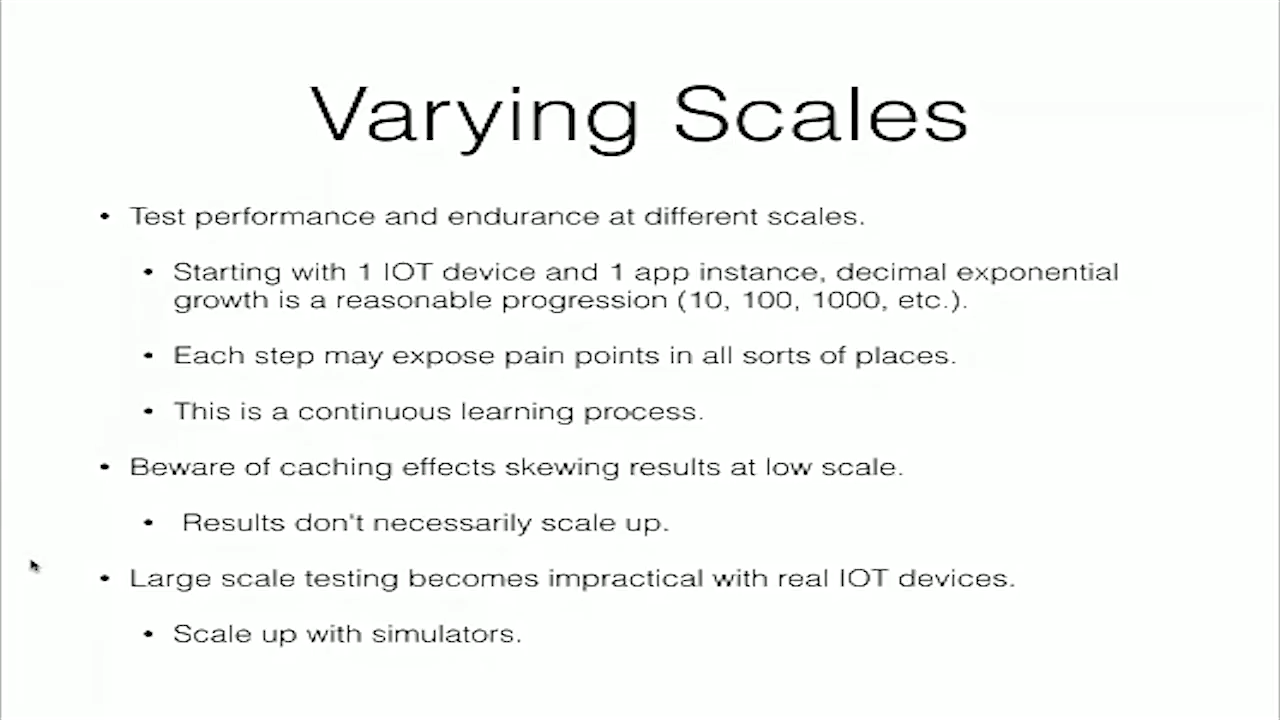 Varying Scales
• Test performance and endurance at different scales.
• Starting with 1 IOT device and 1 app instance, decimal exponential
growth is a reasonable progression (10, 100, 1000, etc.).
• Each step may expose pain points in all sorts of places.
• This is a continuous learning process.
• Beware of caching effects skewing results at low scale.
• Results don't necessarily scale up.
• Large scale testing becomes impractical with real IOT devices.
• Scale up with simulators.